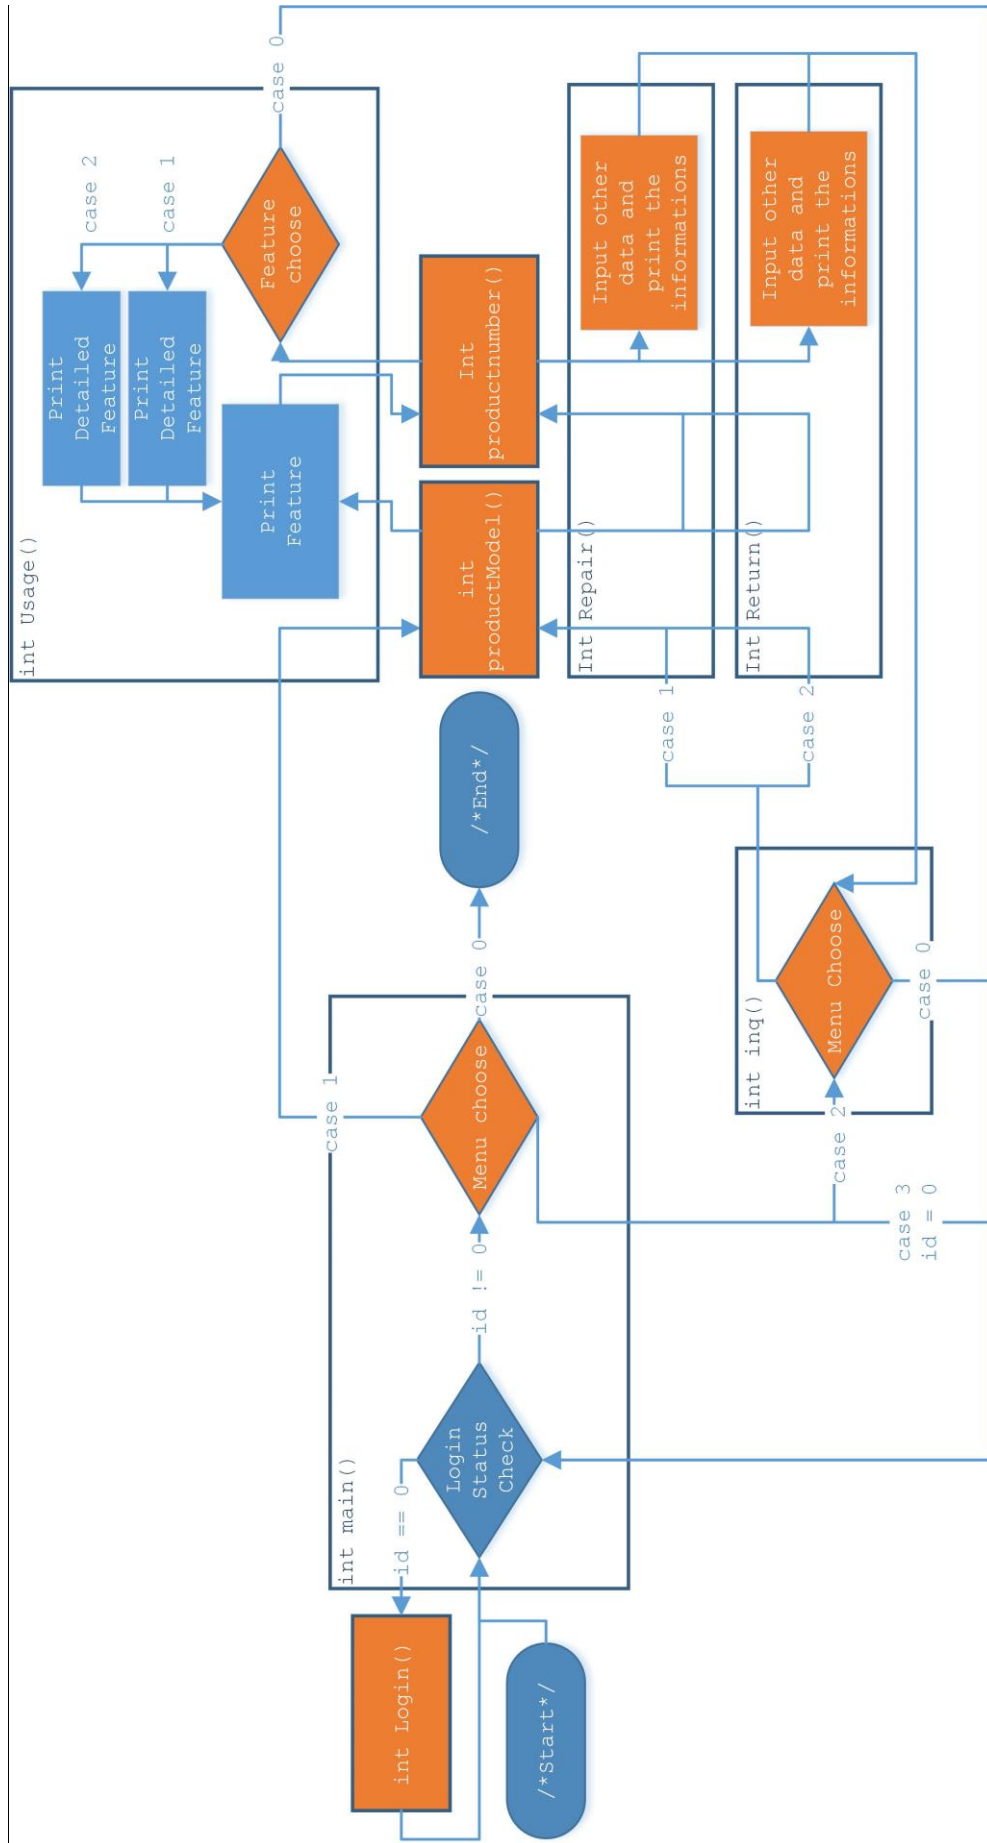 /*Start*/
int Login()
int main()
id == 0
Login
Status
Check
id != 0
Menu choose
case 1
case 0
/*End*/
case 2
case 3
id = 0
int inq()
Menu Choose
case 0
case 1
case 2
int Usage()
Print
Feature
Print
Detailed
Feature
Print
Detailed
Feature
case 2
case 1
Feature
choose
case 0
int
productModel()
Int
productnumber()
Int Repair()
Input other
data and
print the
informations
Int Return()
Input other
data and
print the
informations